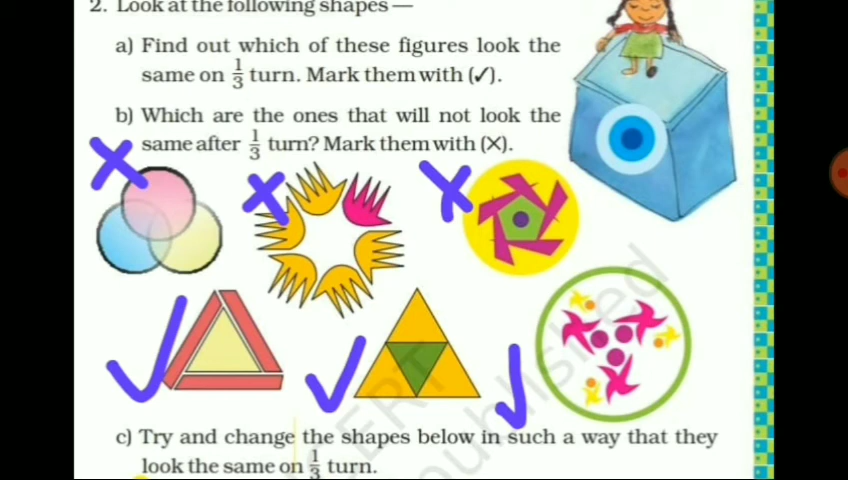 2. Look at the following shapes —
a) Find out which of these figures look the
same on 1/3 turn. Mark them with (✓).
b) Which are the ones that will not look the
same after 1/3 turn? Mark them with (✕).
c) Try and change the shapes below in such a way that they
look the same on 1/3 turn.